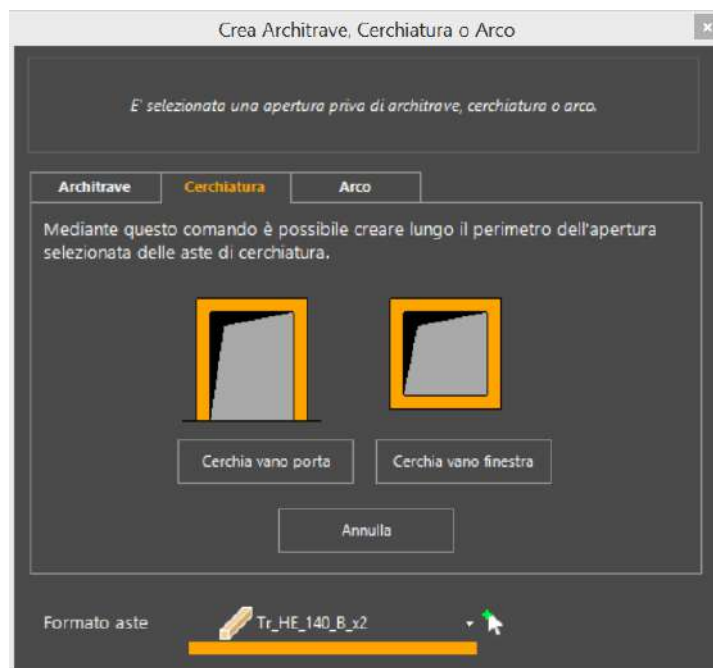 Crea Architrave, Cerchiatura o Arco
x
E' selezionata una apertura priva di architrave, cerchiatura o arco.
Architrave Cerchiatura Arco
Mediante questo comando è possibile creare lungo il perimetro dell'apertura
selezionata delle aste di cerchiatura.
Cerchia vano porta Cerchia vano finestra
Annulla
Formato aste Tr_HE_140_B_x2